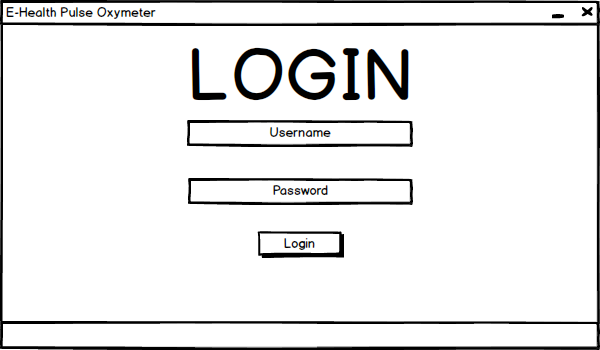 E-Health Pulse Oxymeter
LOGIN
Username
Password
Login